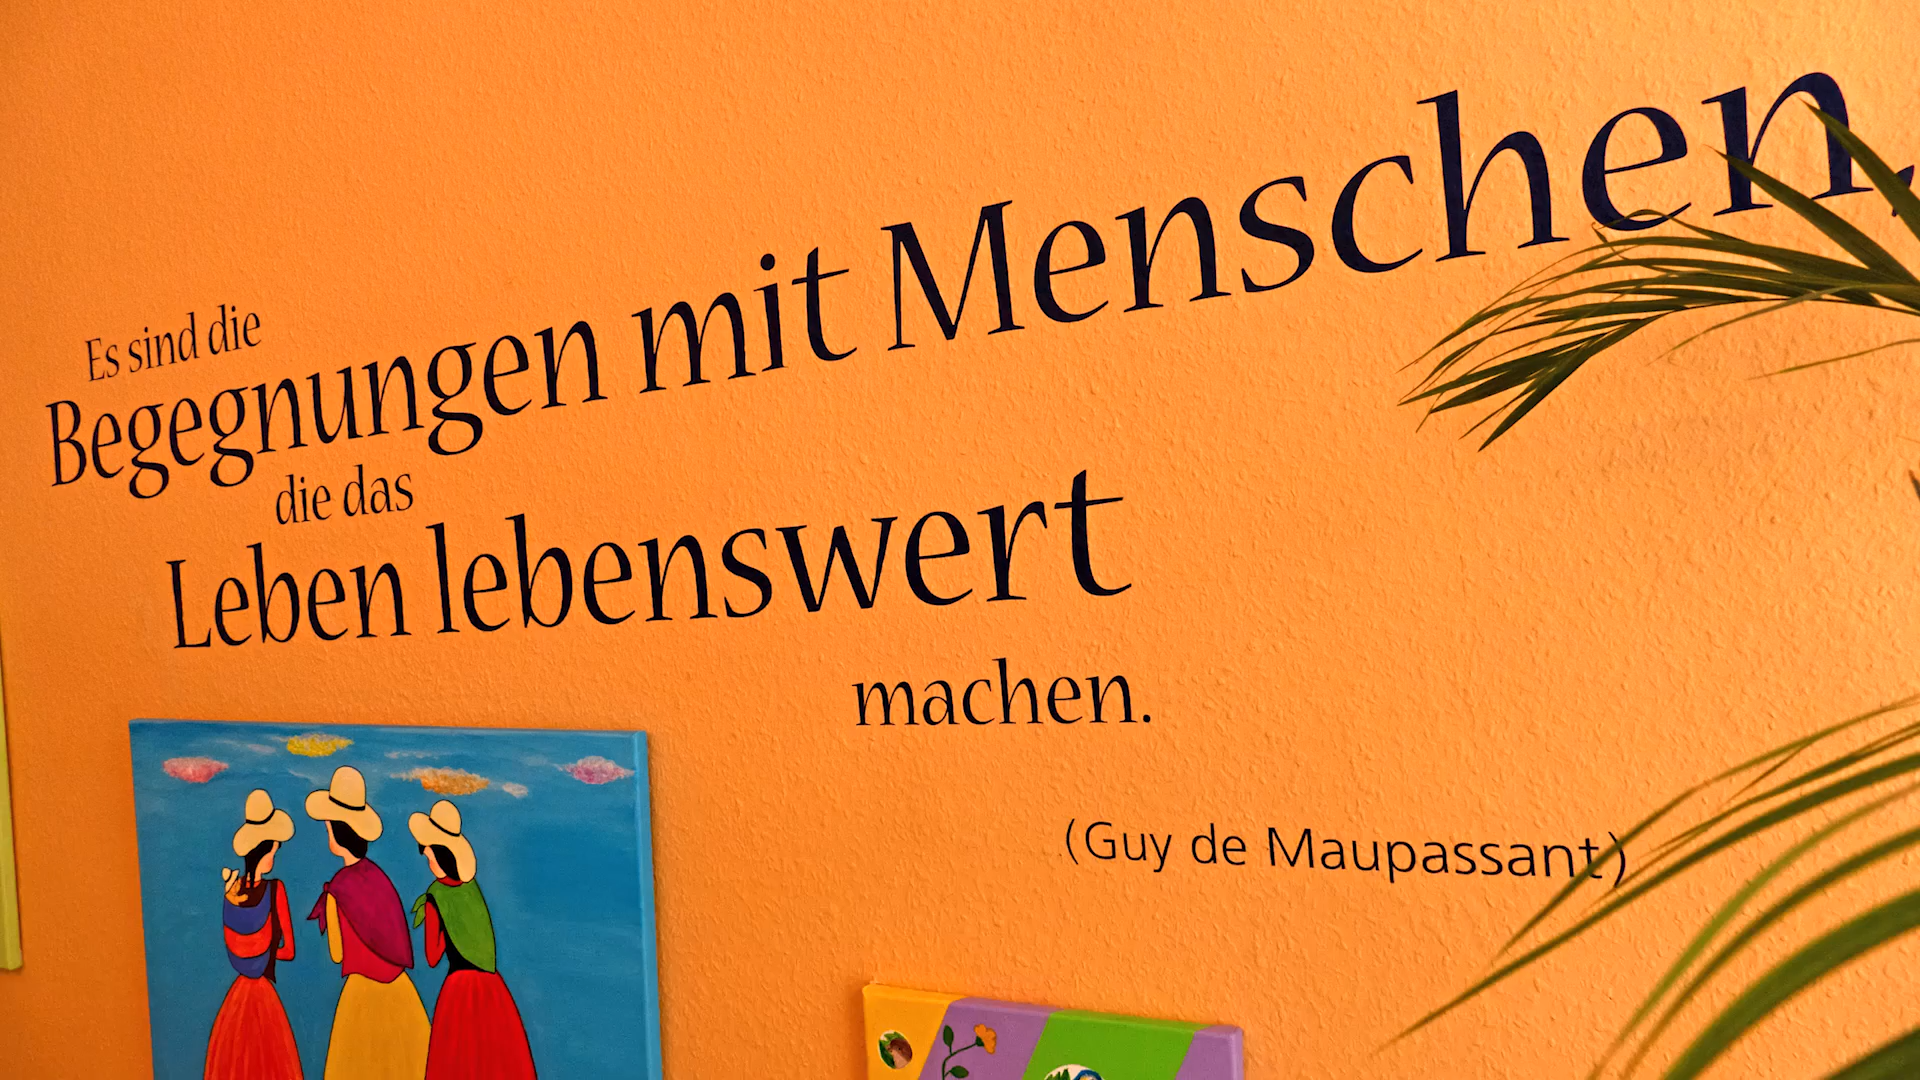 Es sind die
Begegnungen mit Menschen,
die das
Leben lebenswert
machen.
(Guy de Maupassant)